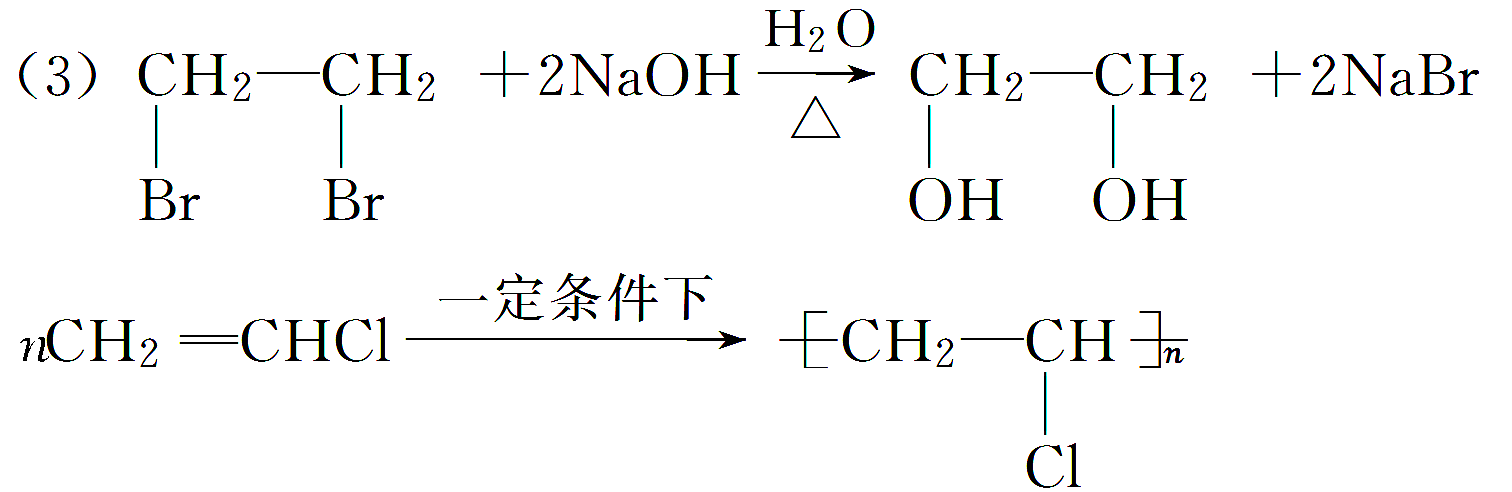 H₂O
(3) CH₂—CH₂ +2NaOH ⟶ CH₂—CH₂ +2NaBr
△
Br Br OH OH
一定条件下
nCH₂═CHCl ⟶ [CH₂—CH]n
Cl